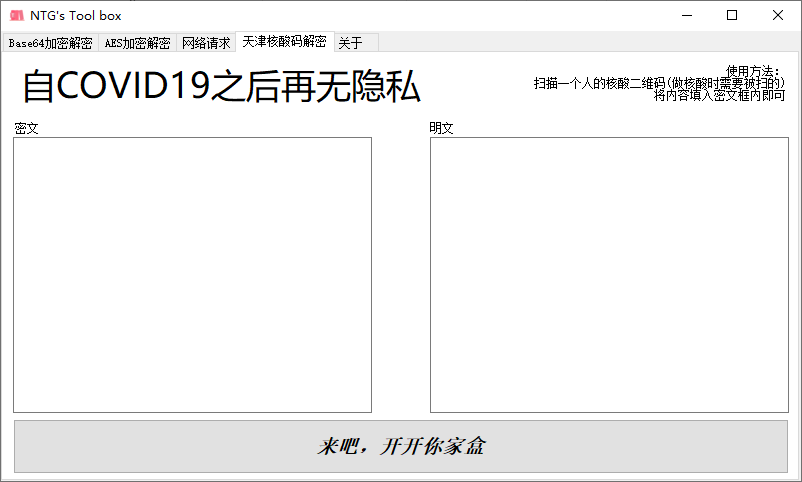 NTG's Tool box
Base64加密解密 AES加密解密 网络请求 天津核酸码解密 关于
自COVID19之后再无隐私
使用方法：
扫描一个人的核酸二维码(做核酸时需要被扫的)
将内容填入密文框内即可
密文
明文
来吧，开开你家盒